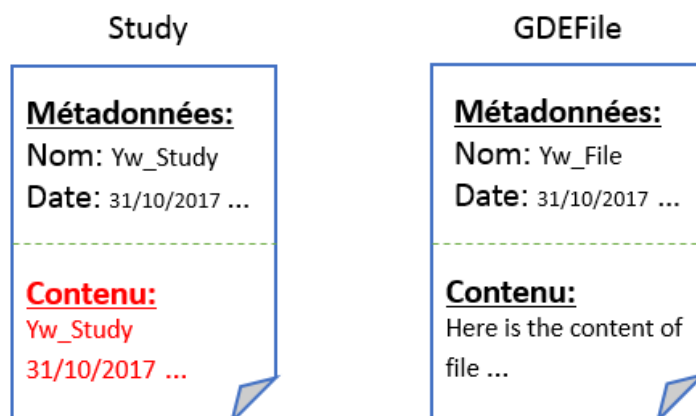 Study
Métadonnées:
Nom: Yw_Study
Date: 31/10/2017 ...
Contenu:
Yw_Study
31/10/2017 ...
GDEFile
Métadonnées:
Nom: Yw_File
Date: 31/10/2017 ...
Contenu:
Here is the content of
file ...